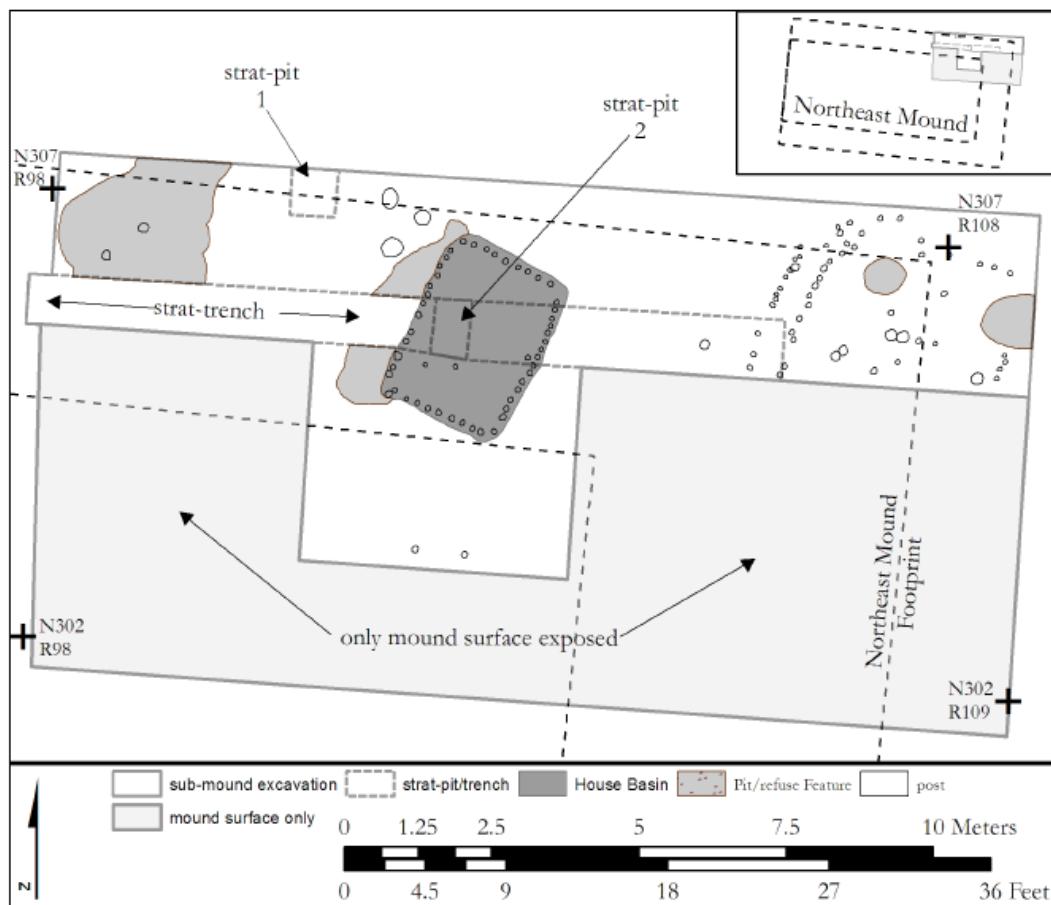 strat-pit
1
strat-pit
2
Northeast Mound
N307
R98
N307
R108
strat-trench
Northeast Mound
Footprint
only mound surface exposed
N302
R98
N302
R109
sub-mound excavation
strat-pit/trench
House Basin
Pit/refuse Feature
post
mound surface only
0 1.25 2.5 5 7.5 10 Meters
0 4.5 9 18 27 36 Feet
N